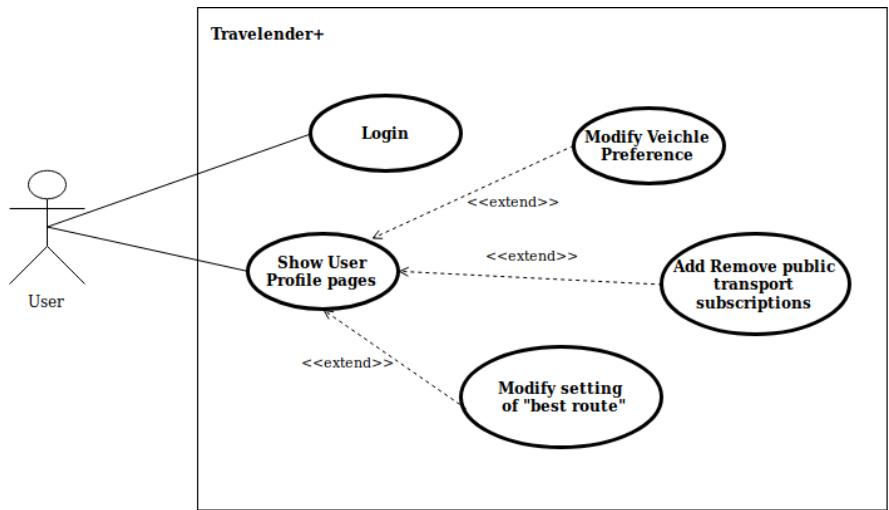 Travelender+
Login
Modify Veichle
Preference
<<extend>>
Show User
Profile pages
<<extend>>
Add Remove public
transport
subscriptions
User
<<extend>>
Modify setting
of "best route"